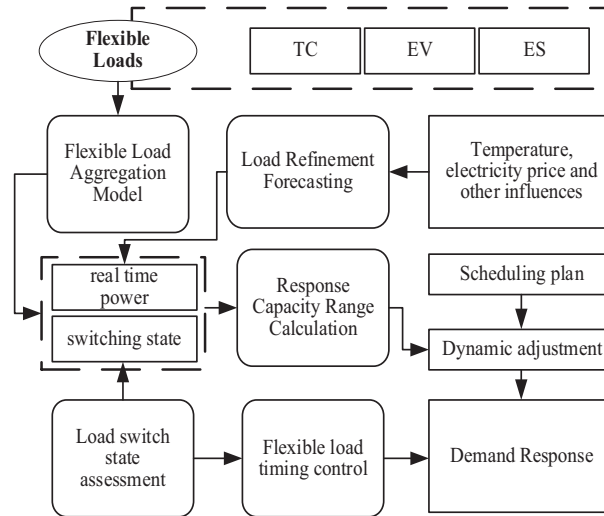 Flexible
Loads
TC
EV
ES
Flexible Load
Aggregation
Model
Load Refinement
Forecasting
Temperature,
electricity price and
other influences
real time
power
switching state
Response
Capacity Range
Calculation
Scheduling plan
Dynamic adjustment
Load switch
state
assessment
Flexible load
timing control
Demand Response